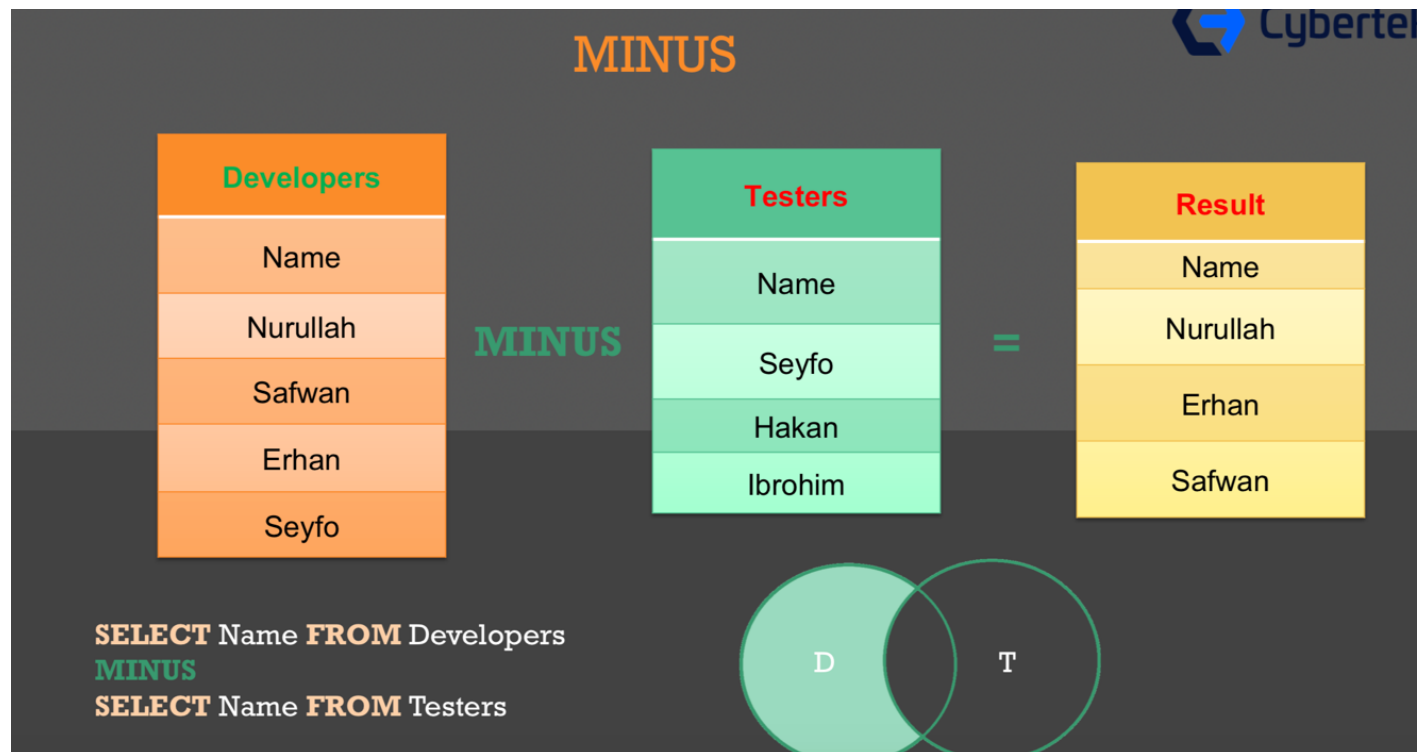 MINUS
Cybertek
Developers
Name
Nurullah
Safwan
Erhan
Seyfo
MINUS
Testers
Name
Seyfo
Hakan
Ibrohim
=
Result
Name
Nurullah
Erhan
Safwan
SELECT Name FROM Developers
MINUS
SELECT Name FROM Testers
D
T